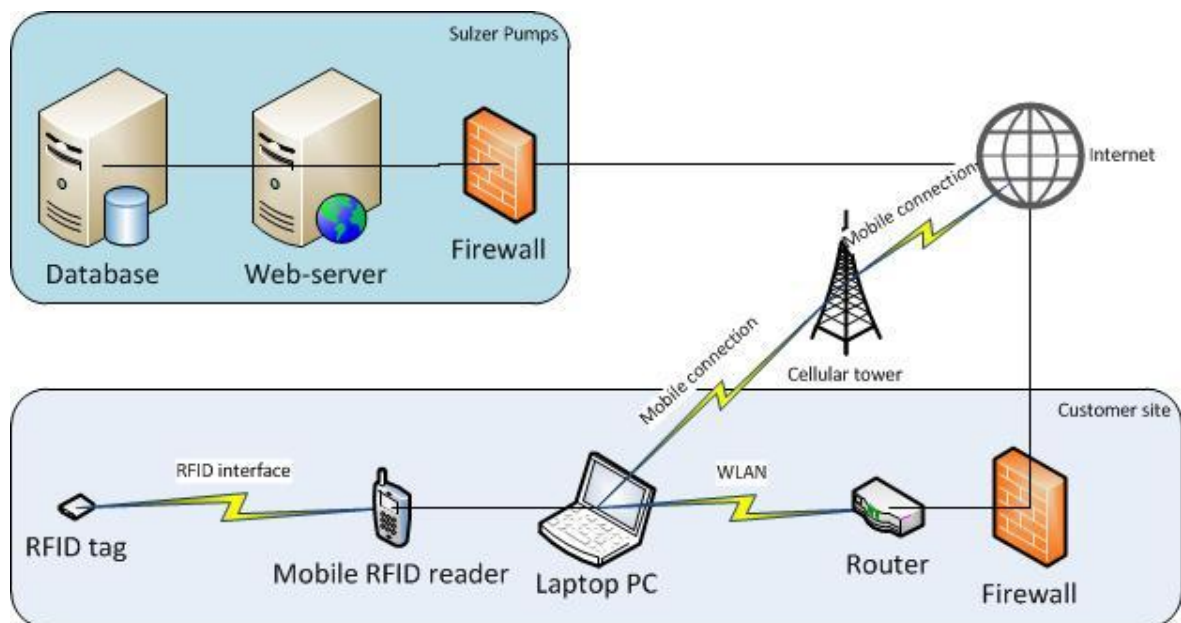 Sulzer Pumps
Database
Web-server
Firewall
Internet
Mobile connection
Mobile connection
Cellular tower
Customer site
RFID interface
WLAN
RFID tag
Mobile RFID reader
Laptop PC
Router
Firewall